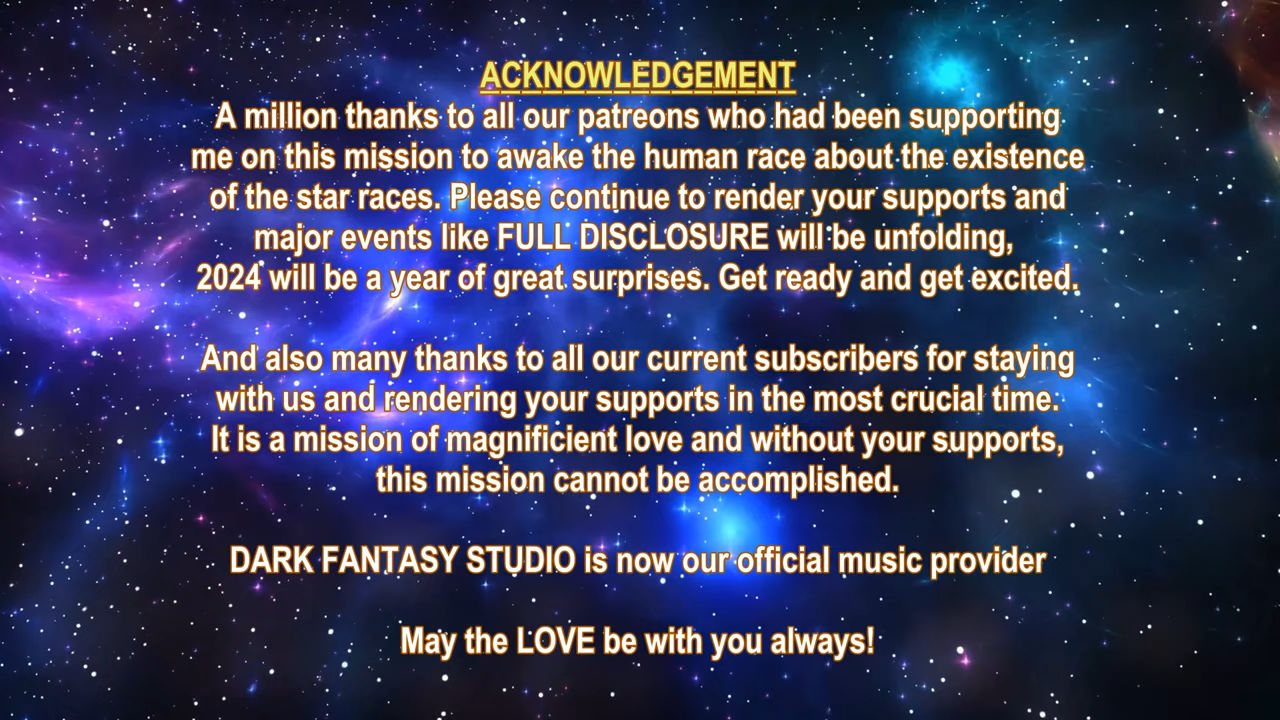 ACKNOWLEDGEMENT
A million thanks to all our patreons who had been supporting
me on this mission to awake the human race about the existence
of the star races. Please continue to render your supports and
major events like FULL DISCLOSURE will be unfolding,
2024 will be a year of great surprises. Get ready and get excited.
And also many thanks to all our current subscribers for staying
with us and rendering your supports in the most crucial time.
It is a mission of magnificient love and without your supports,
this mission cannot be accomplished.
DARK FANTASY STUDIO is now our official music provider
May the LOVE be with you always!